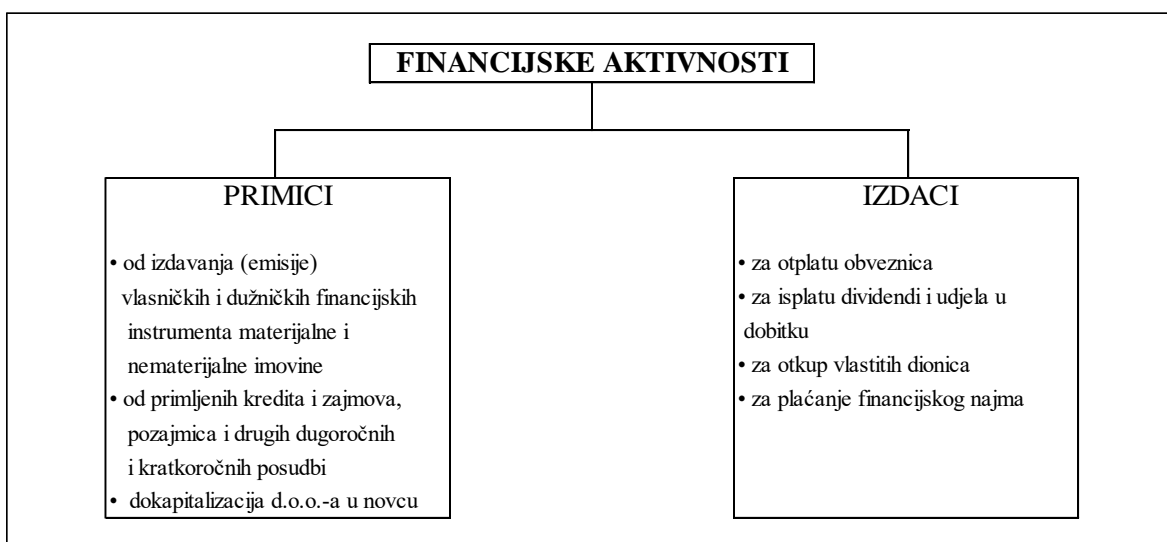 FINANCIJSKE AKTIVNOSTI
PRIMICI
• od izdavanja (emisije)
vlasničkih i dužničkih financijskih
instrumenta materijalne i
nematerijalne imovine
• od primljenih kredita i zajmova,
pozajmica i drugih dugoročnih
i kratkoročnih posudbi
• dokapitalizacija d.o.o.-a u novcu
IZDACI
• za otplatu obveznica
• za isplatu dividendi i udjela u
dobitku
• za otkup vlastitih dionica
• za plaćanje financijskog najma